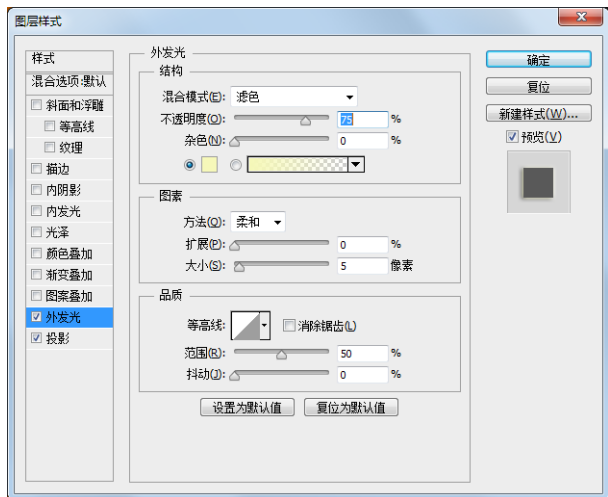 图层样式
样式
混合选项:默认
斜面和浮雕
等高线
纹理
描边
内阴影
内发光
光泽
颜色叠加
渐变叠加
图案叠加
外发光
投影
外发光
结构
混合模式(E): 滤色
不透明度(O): 75 %
杂色(N): 0 %
图素
方法(Q): 柔和
扩展(P): 0 %
大小(S): 5 像素
品质
等高线: 消除锯齿(L)
范围(R): 50 %
抖动(J): 0 %
设置为默认值 复位为默认值
确定
复位
新建样式(W)...
预览(V)